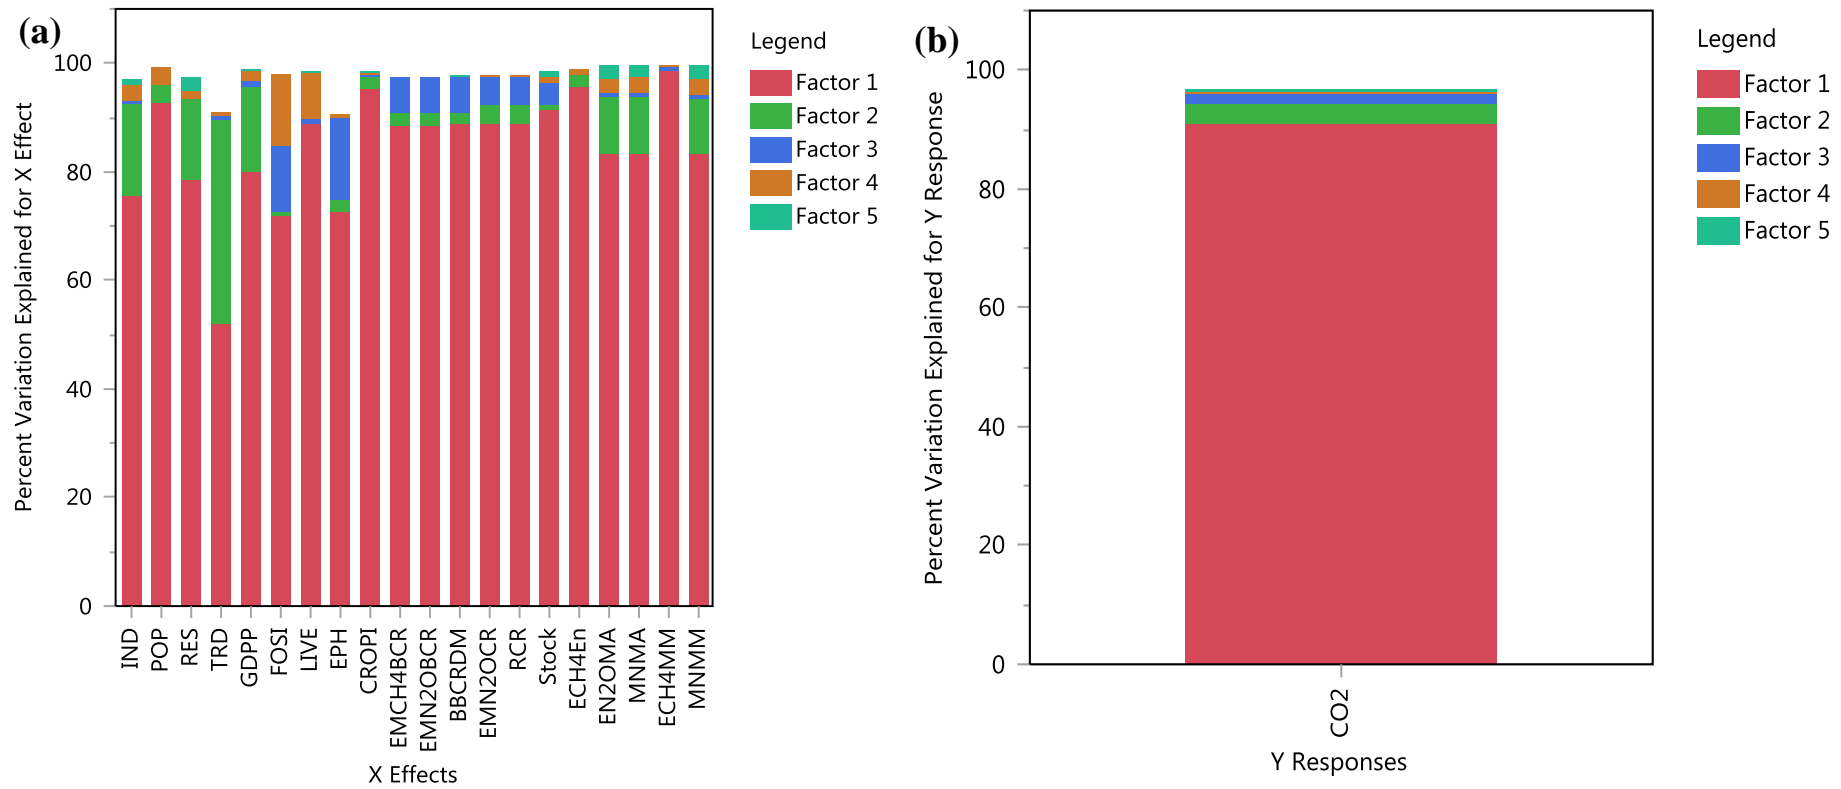 (a)
Percent Variation Explained for X Effect
100
80
60
40
20
0
IND
POP
RES
TRD
GDPP
FOSI
LIVE
EPH
CROPI
EMCH4BCR
EMN2OBCR
BBCRDM
EMN2OCR
RCR
Stock
ECH4En
EN2OMA
MNMA
ECH4MM
MNMM
X Effects
Legend
Factor 1
Factor 2
Factor 3
Factor 4
Factor 5
(b)
Percent Variation Explained for Y Response
100
80
60
40
20
0
CO2
Y Responses
Legend
Factor 1
Factor 2
Factor 3
Factor 4
Factor 5